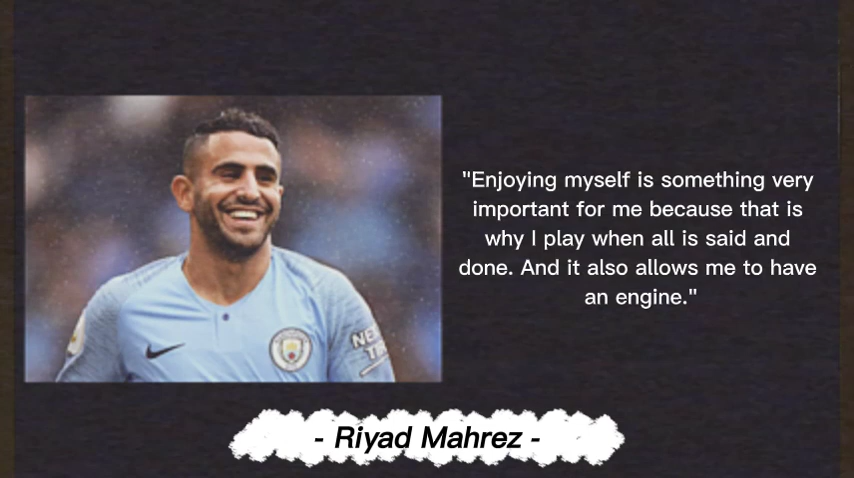 "Enjoying myself is something very
important for me because that is
why I play when all is said and
done. And it also allows me to have
an engine."
- Riyad Mahrez -